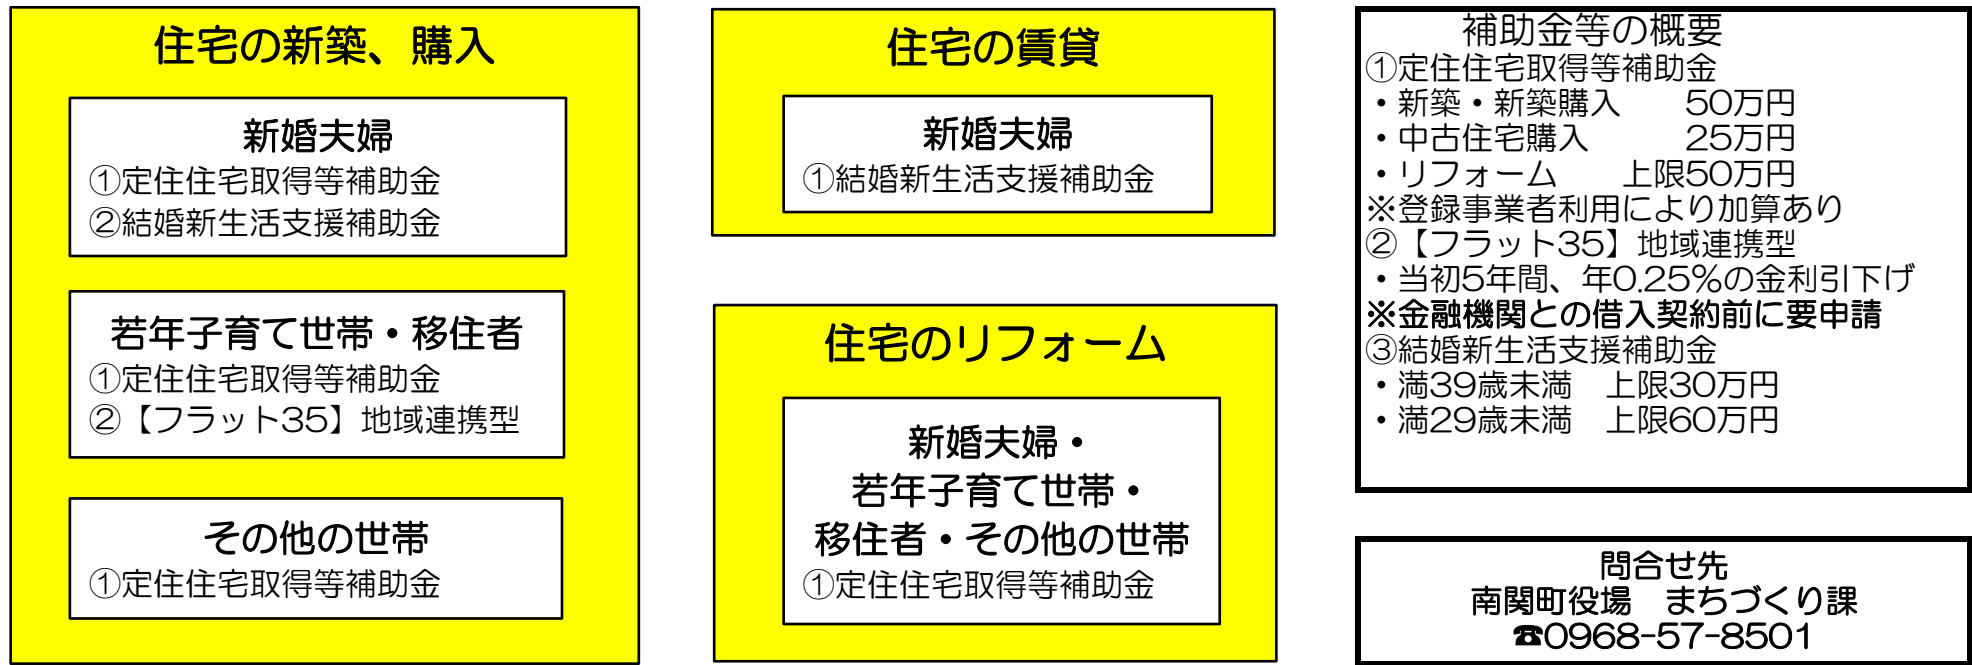 住宅の新築、購入
新婚夫婦
①定住住宅取得等補助金
②結婚新生活支援補助金
若年子育て世帯・移住者
①定住住宅取得等補助金
②【フラット35】地域連携型
その他の世帯
①定住住宅取得等補助金
住宅の賃貸
新婚夫婦
①結婚新生活支援補助金
住宅のリフォーム
新婚夫婦・
若年子育て世帯・
移住者・その他の世帯
①定住住宅取得等補助金
補助金等の概要
①定住住宅取得等補助金
・新築・新築購入　　50万円
・中古住宅購入　　　25万円
・リフォーム　　上限50万円
※登録事業者利用により加算あり
②【フラット35】地域連携型
・当初5年間、年0.25%の金利引下げ
※金融機関との借入契約前に要申請
③結婚新生活支援補助金
・満39歳未満　上限30万円
・満29歳未満　上限60万円
問合せ先
南関町役場　まちづくり課
☎0968-57-8501